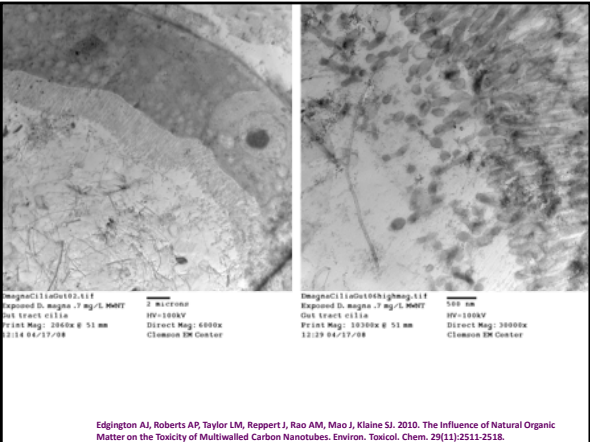 DmagnaCiliaGut02.tif
Exposed D. magna .7 mg/L MWNT
Gut tract cilia
Print Mag: 2060x @ 51 mm
12:14 04/17/08
2 microns
HV=100kV
Direct Mag: 6000x
Clemson EM Center
DmagnaCiliaGut06highmag.tif
Exposed D. magna .7 mg/L MWNT
Gut tract cilia
Print Mag: 10300x @ 51 mm
12:29 04/17/08
500 nm
HV=100kV
Direct Mag: 30000x
Clemson EM Center
Edgington AJ, Roberts AP, Taylor LM, Reppert J, Rao AM, Mao J, Klaine SJ. 2010. The Influence of Natural Organic
Matter on the Toxicity of Multiwalled Carbon Nanotubes. Environ. Toxicol. Chem. 29(11):2511-2518.